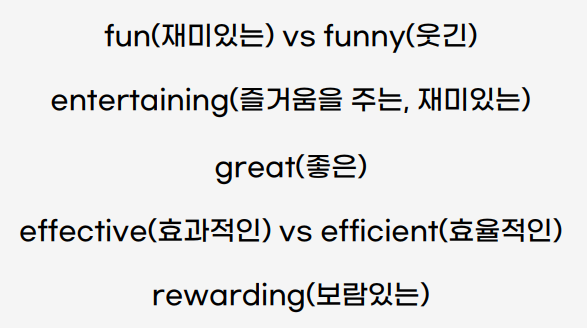 fun(재미있는) vs funny(웃긴)
entertaining(즐거움을 주는, 재미있는)
great(좋은)
effective(효과적인) vs efficient(효율적인)
rewarding(보람있는)